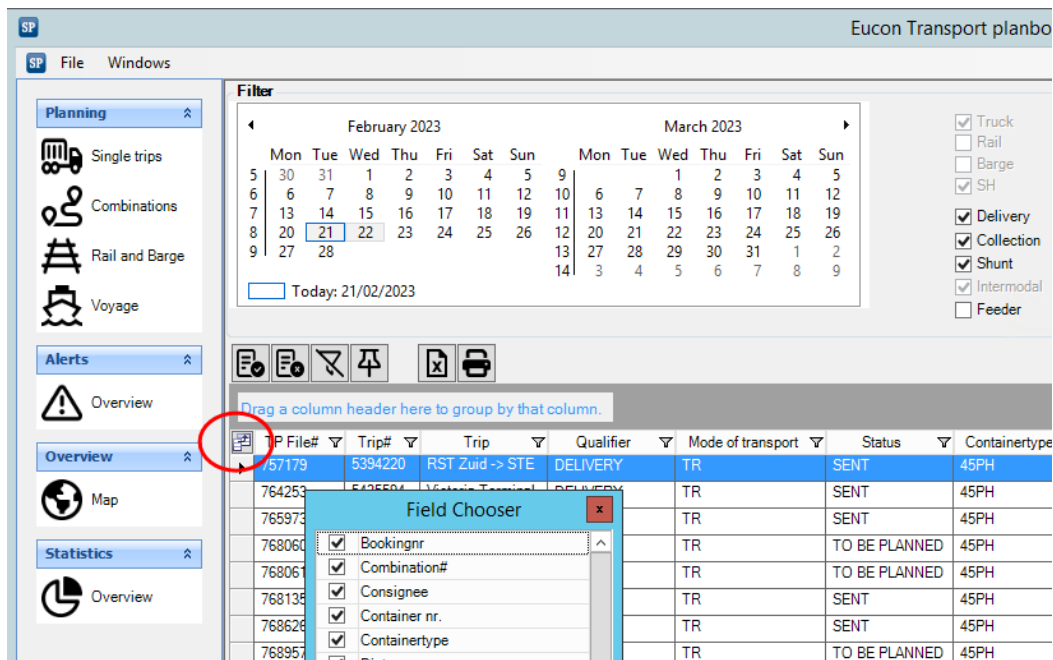 SP Eucon Transport planbo
SP File Windows
Planning
Single trips
Combinations
Rail and Barge
Voyage
Alerts
Overview
Overview
Map
Statistics
Overview
Filter
February 2023
Mon Tue Wed Thu Fri Sat Sun
5 30 31 1 2 3 4 5
6 6 7 8 9 10 11 12
7 13 14 15 16 17 18 19
8 20 21 22 23 24 25 26
9 27 28
March 2023
Mon Tue Wed Thu Fri Sat Sun
9 1 2 3 4 5
10 6 7 8 9 10 11 12
11 13 14 15 16 17 18 19
12 20 21 22 23 24 25 26
13 27 28 29 30 31 1 2
14 3 4 5 6 7 8 9
Today: 21/02/2023
Truck
Rail
Barge
SH
Delivery
Collection
Shunt
Intermodal
Feeder
Drag a column header here to group by that column.
TP File# Trip# Trip Qualifier Mode of transport Status Containertype
757179 5394220 RST Zuid -> STE DELIVERY TR SENT 45PH
764253 Terminal DELIVERY TR SENT 45PH
765973 TR SENT 45PH
768060 TR TO BE PLANNED 45PH
768061 TR TO BE PLANNED 45PH
768135 TR SENT 45PH
768626 TR SENT 45PH
768957 TR TO BE PLANNED 45PH
Field Chooser x
Bookingnr
Combination#
Consignee
Container nr.
Containertype